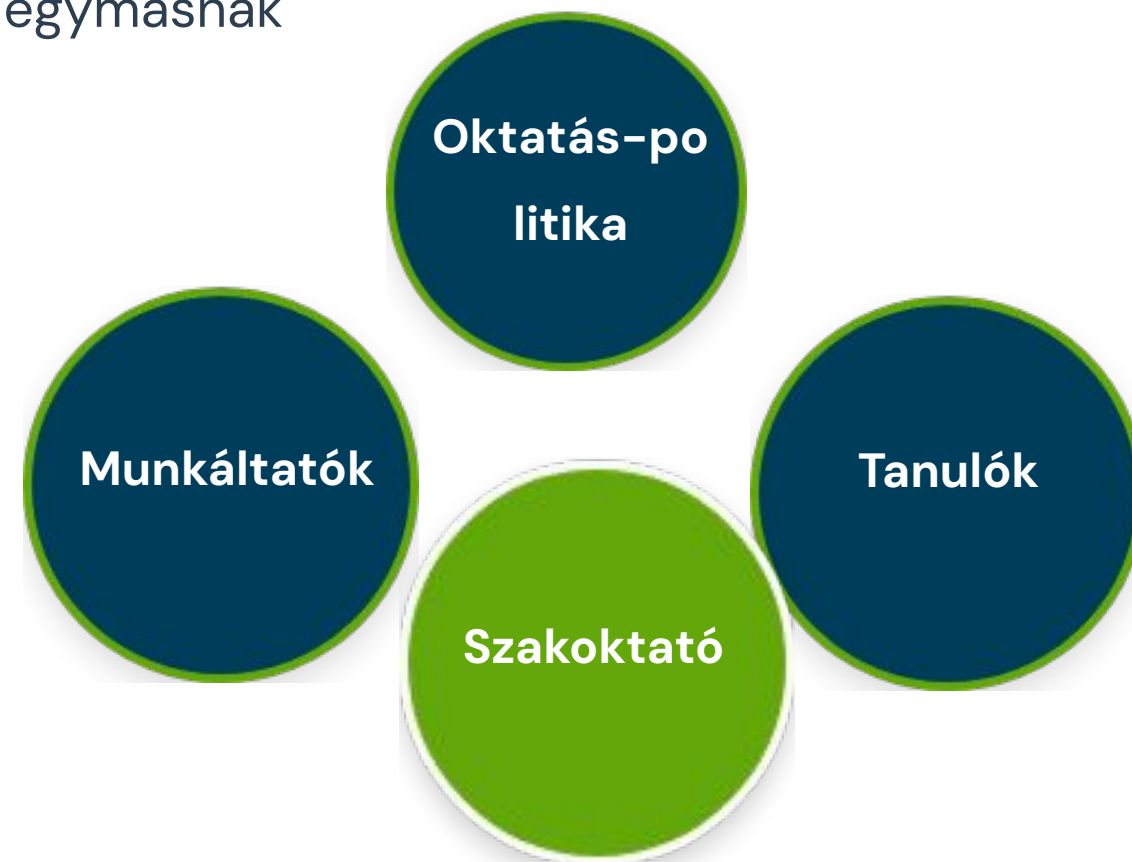 egymásnak
Oktatás-po
litika
Munkáltatók
Tanulók
Szakoktató